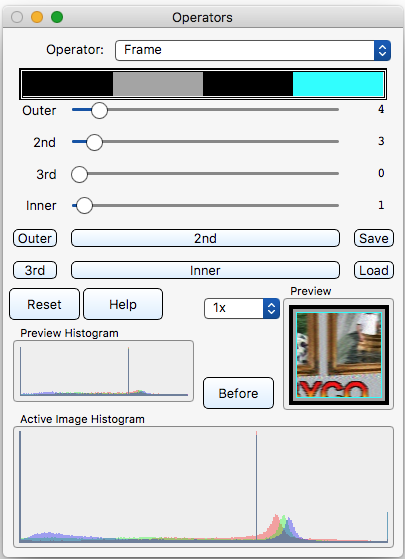 Operators
Operator: Frame
Outer 4
2nd 3
3rd 0
Inner 1
Outer 2nd Save
3rd Inner Load
Reset Help 1x Preview
Preview Histogram
Before
YCO
Active Image Histogram